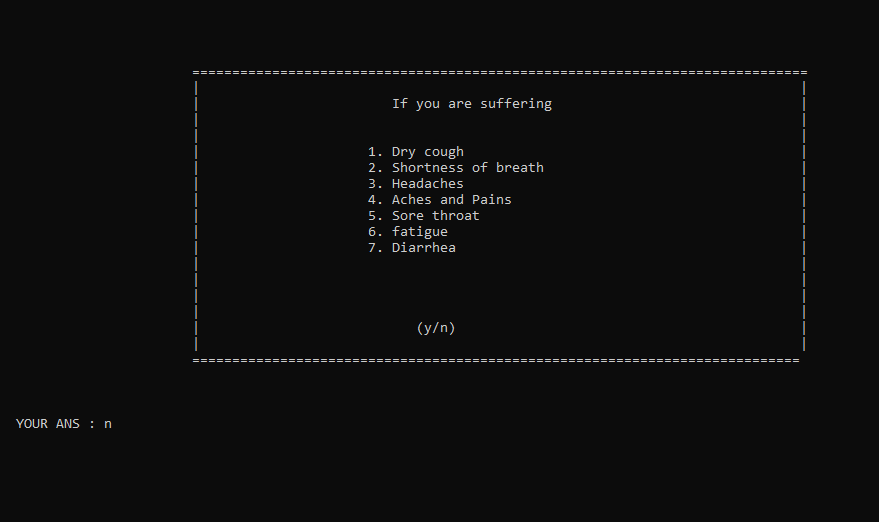 If you are suffering
1. Dry cough
2. Shortness of breath
3. Headaches
4. Aches and Pains
5. Sore throat
6. fatigue
7. Diarrhea
(y/n)
YOUR ANS : n